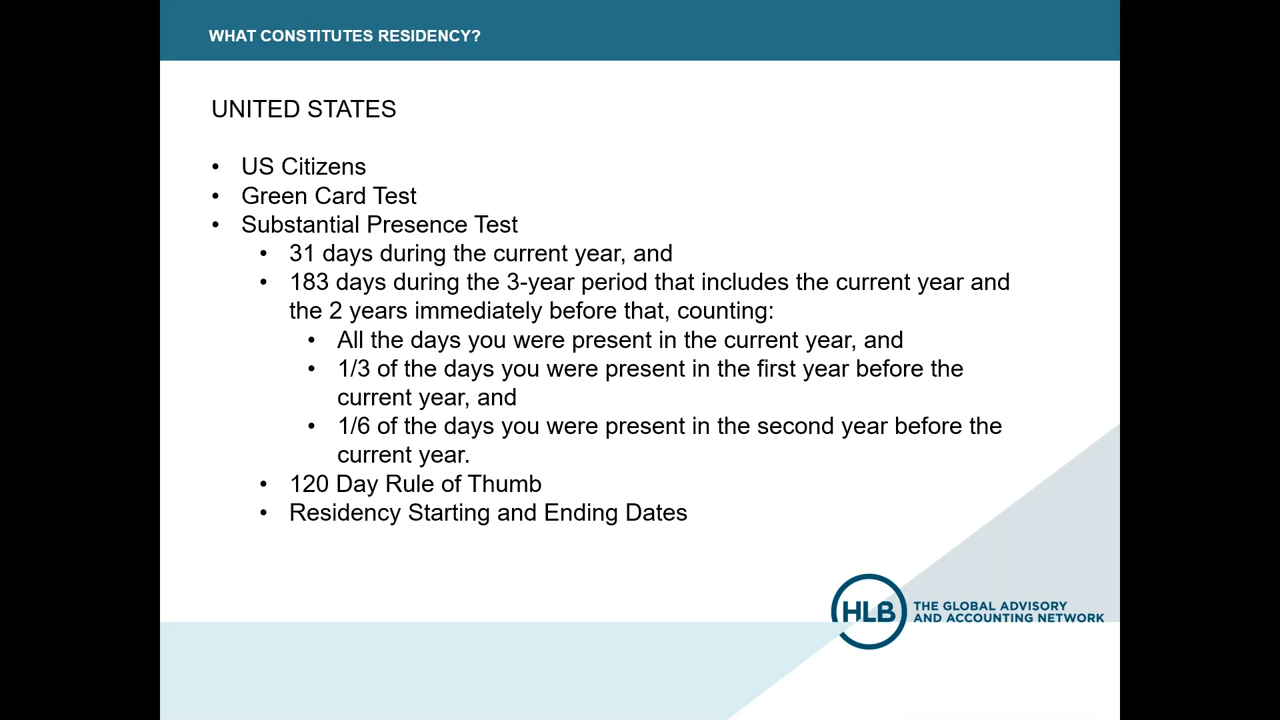 WHAT CONSTITUTES RESIDENCY?
UNITED STATES
• US Citizens
• Green Card Test
• Substantial Presence Test
• 31 days during the current year, and
• 183 days during the 3-year period that includes the current year and
the 2 years immediately before that, counting:
• All the days you were present in the current year, and
• 1/3 of the days you were present in the first year before the
current year, and
• 1/6 of the days you were present in the second year before the
current year.
• 120 Day Rule of Thumb
• Residency Starting and Ending Dates
HLB
THE GLOBAL ADVISORY
AND ACCOUNTING NETWORK